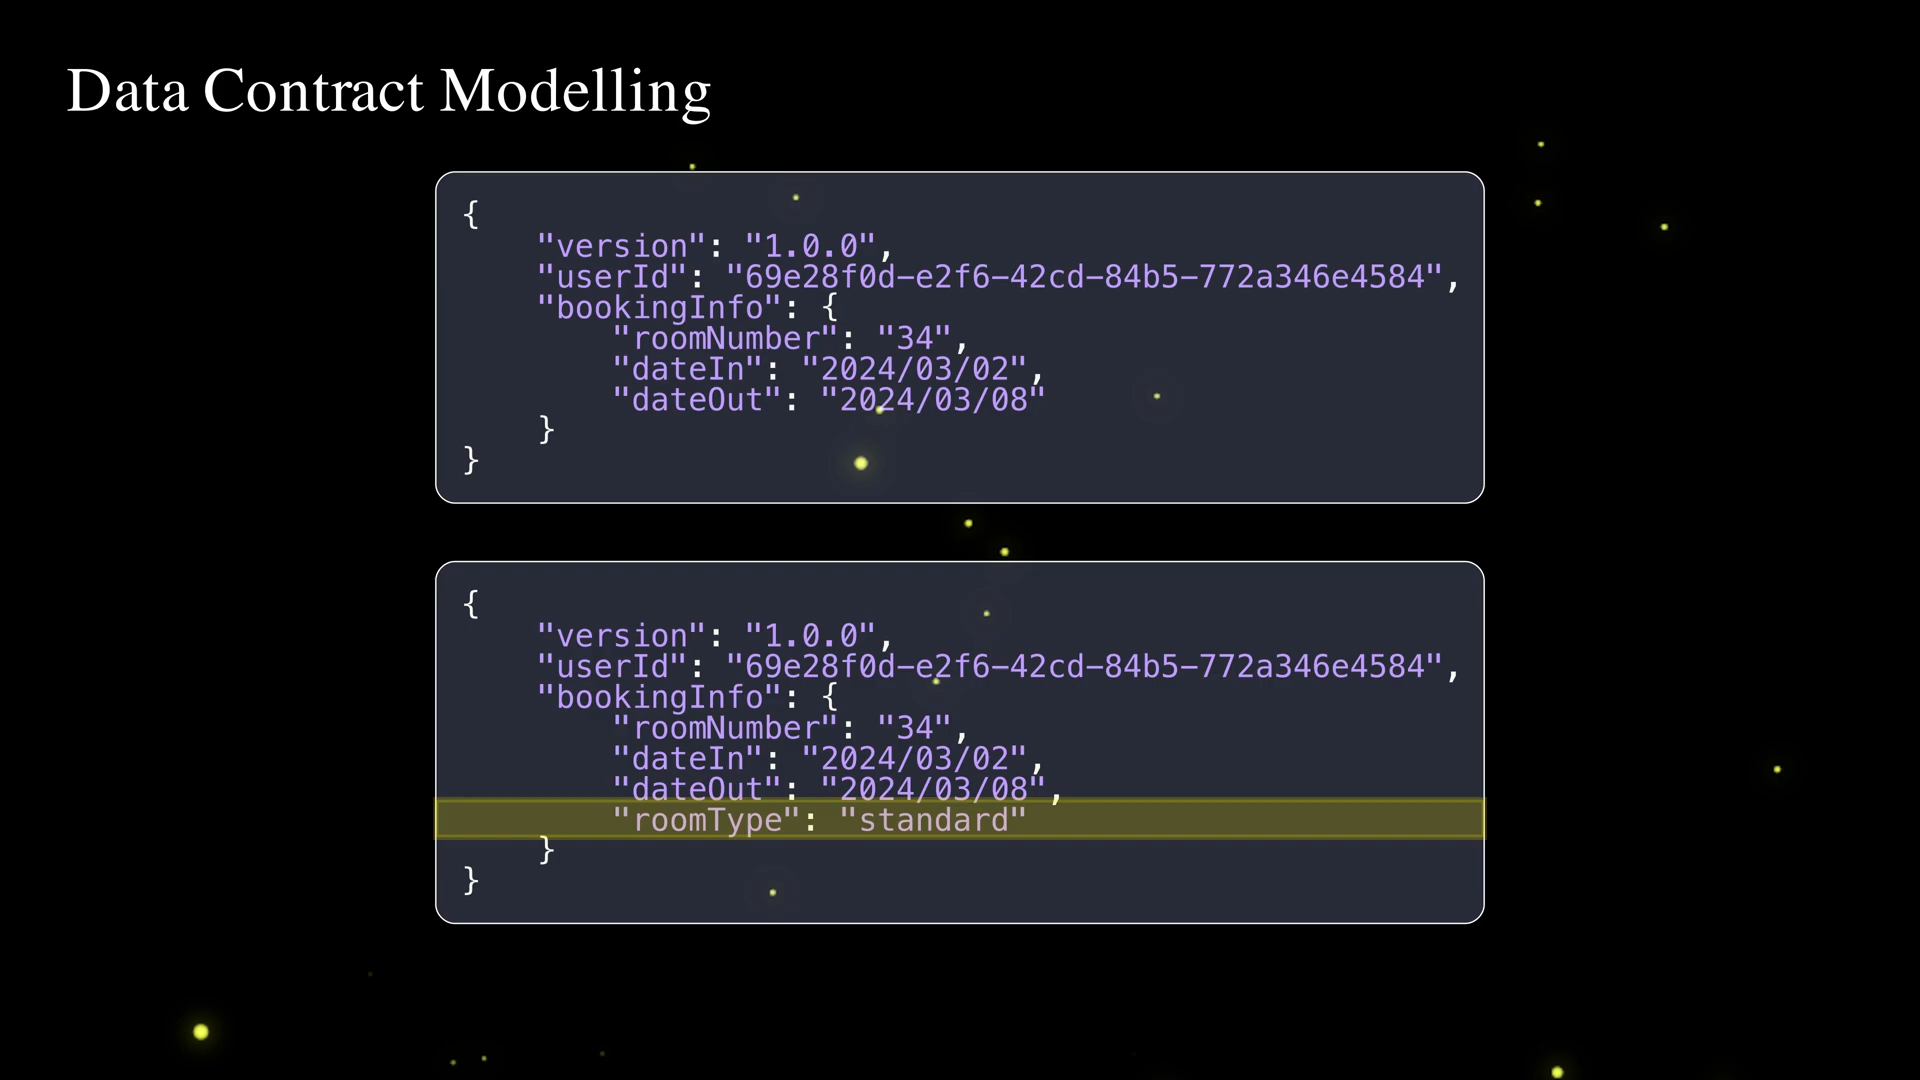 Data Contract Modelling
{
    "version": "1.0.0",
    "userId": "69e28f0d-e2f6-42cd-84b5-772a346e4584",
    "bookingInfo": {
        "roomNumber": "34",
        "dateIn": "2024/03/02",
        "dateOut": "2024/03/08"
    }
}
{
    "version": "1.0.0",
    "userId": "69e28f0d-e2f6-42cd-84b5-772a346e4584",
    "bookingInfo": {
        "roomNumber": "34",
        "dateIn": "2024/03/02",
        "dateOut": "2024/03/08",
        "roomType": "standard"
    }
}